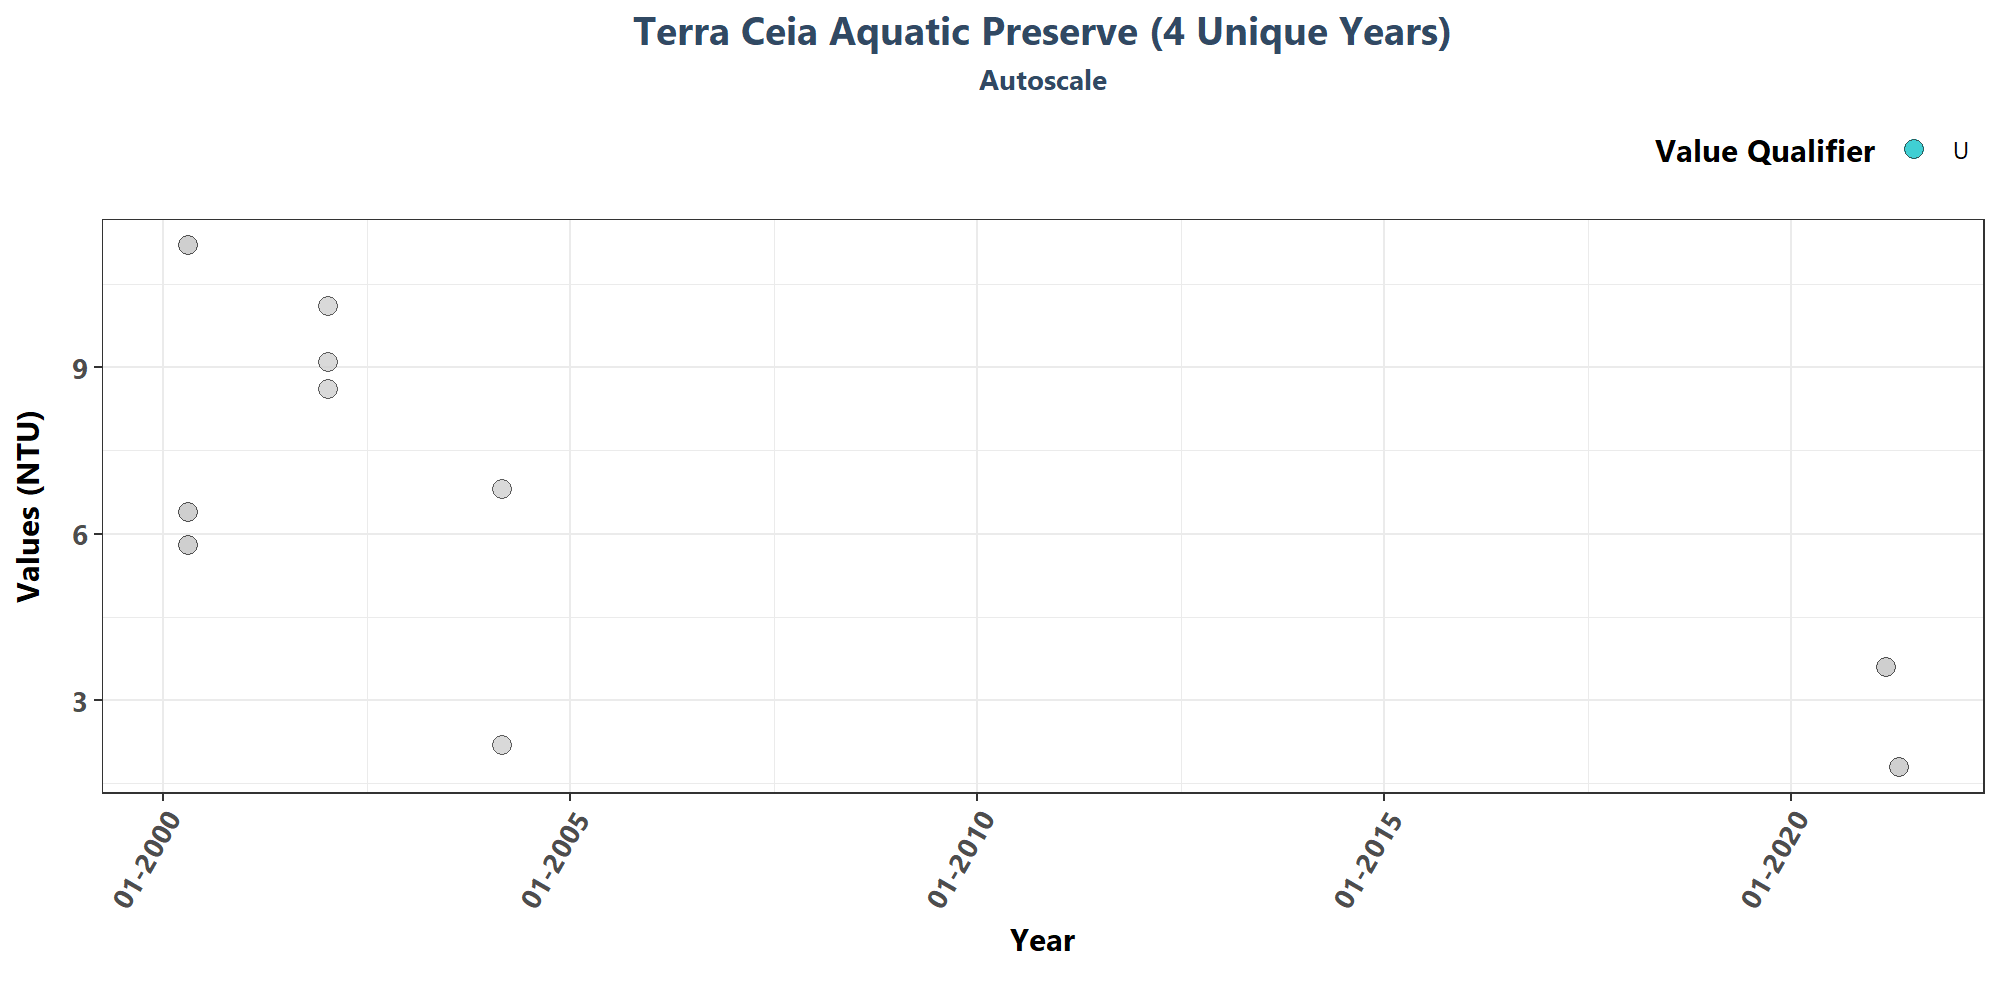 Terra Ceia Aquatic Preserve (4 Unique Years)
Autoscale
Value Qualifier U
Values (NTU)
9
6
3
01-2000 01-2005 01-2010 01-2015 01-2020
Year